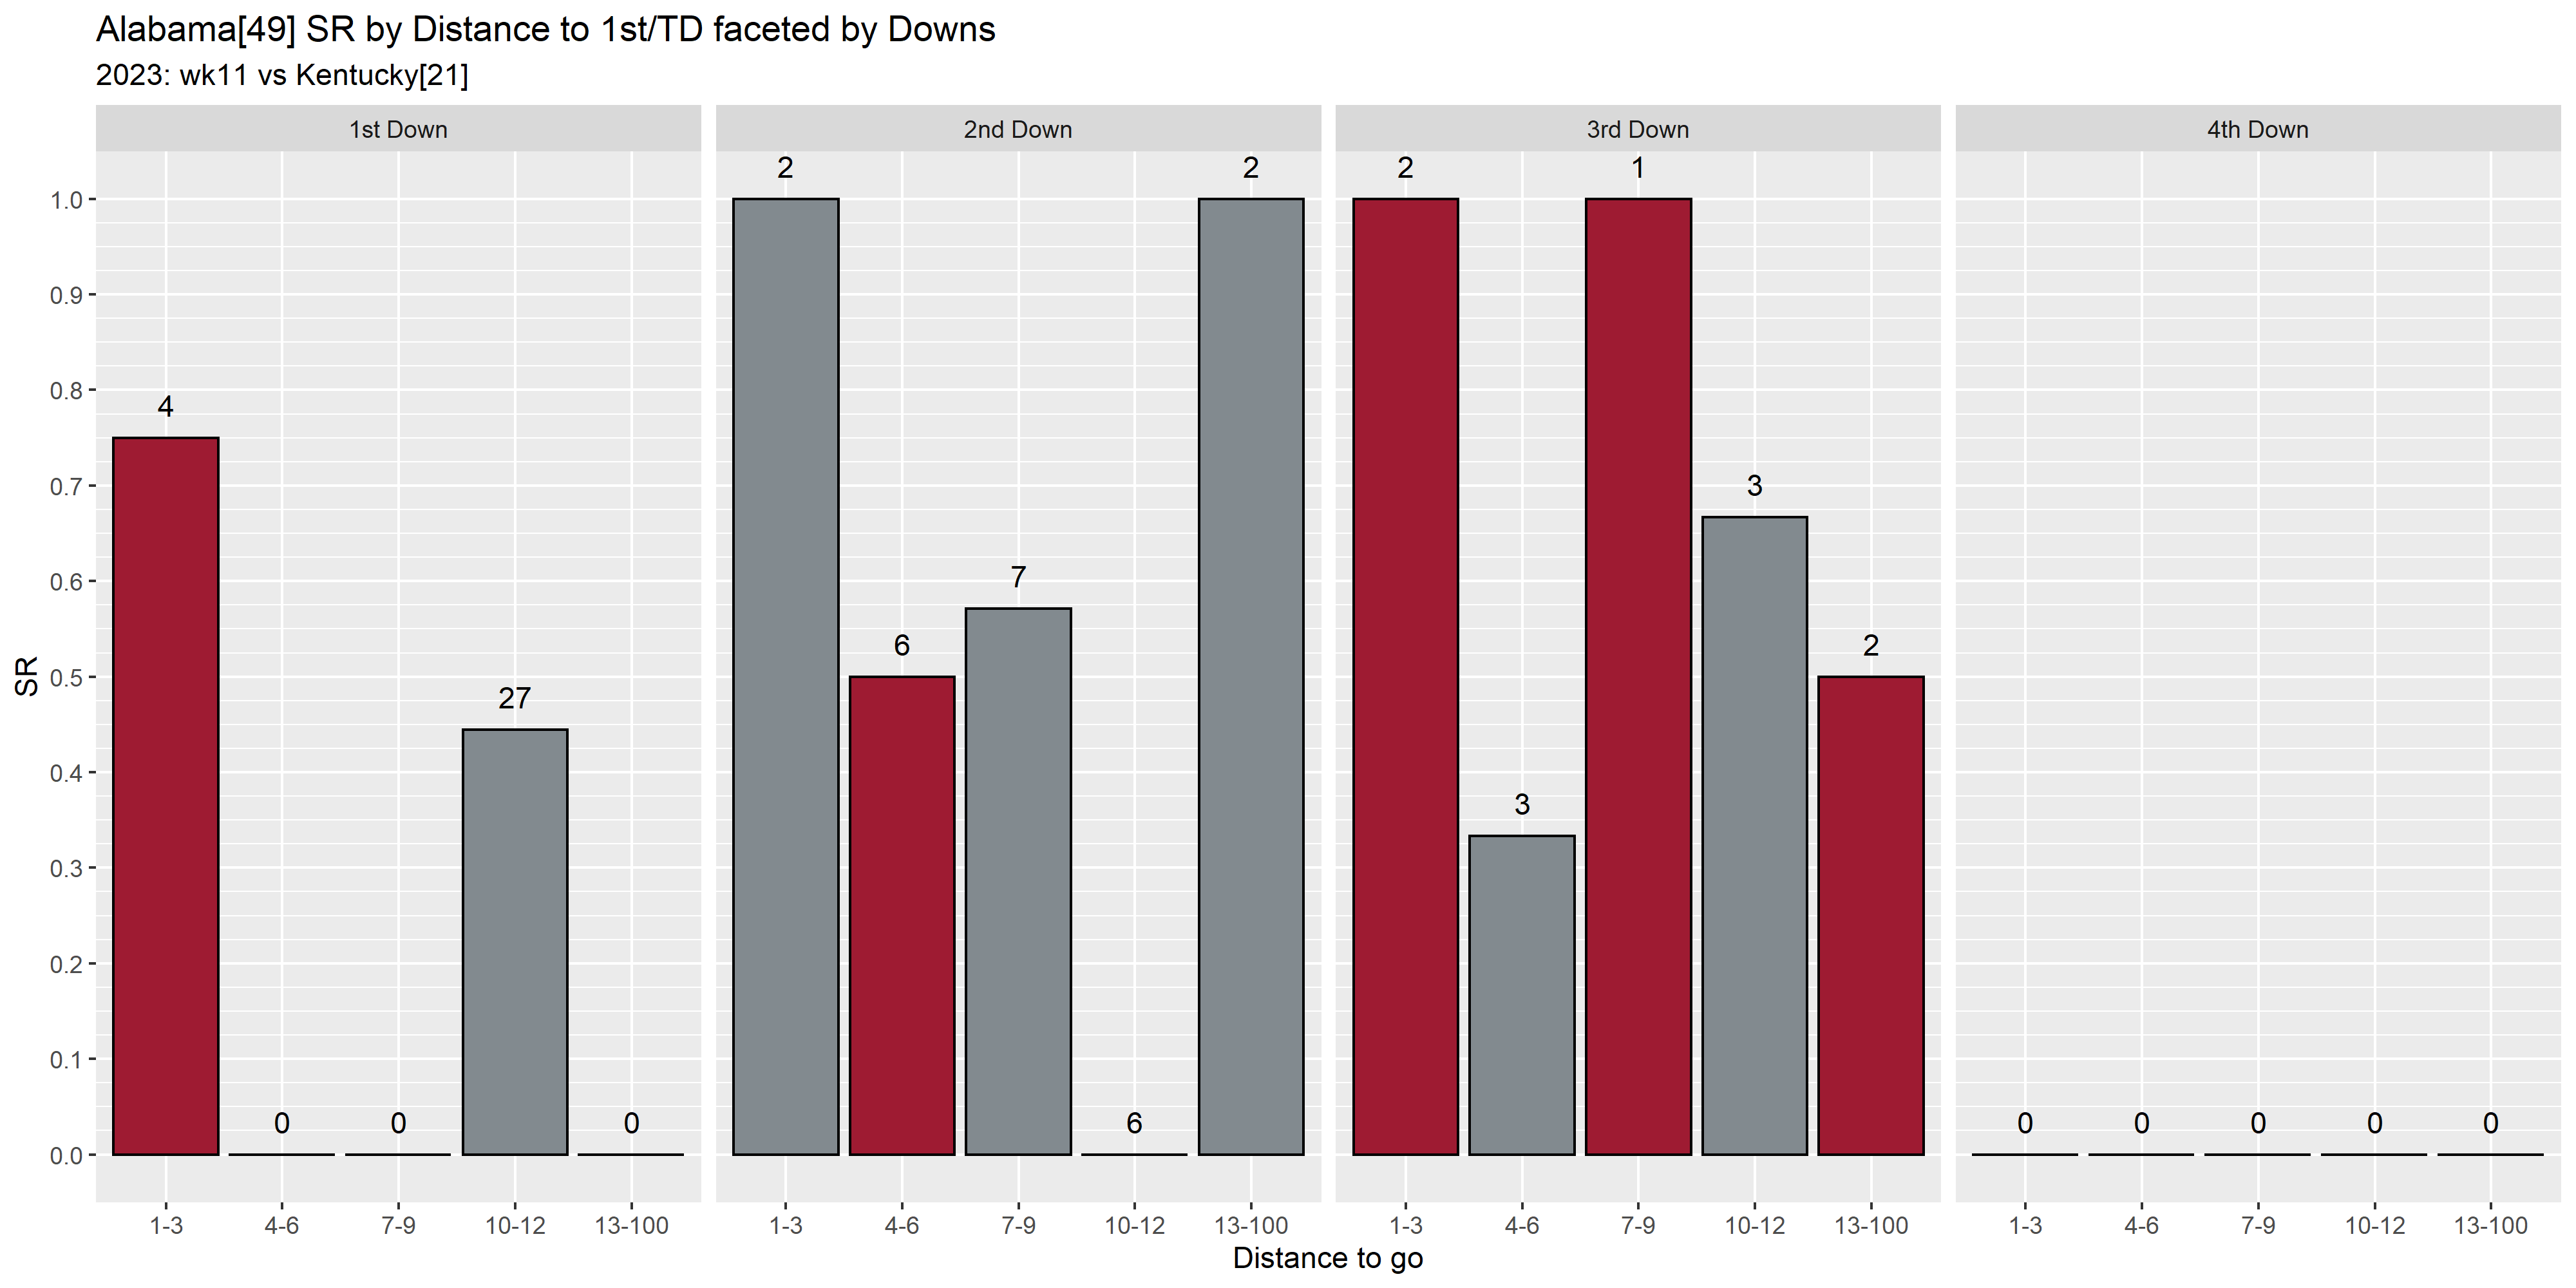 Alabama[49] SR by Distance to 1st/TD faceted by Downs
2023: wk11 vs Kentucky[21]
1st Down
2nd Down
3rd Down
4th Down
SR
1.0
0.9
0.8
0.7
0.6
0.5
0.4
0.3
0.2
0.1
0.0
4
0
0
27
0
2
6
7
6
2
2
3
1
3
2
0
0
0
0
0
1-3 4-6 7-9 10-12 13-100
1-3 4-6 7-9 10-12 13-100
1-3 4-6 7-9 10-12 13-100
1-3 4-6 7-9 10-12 13-100
Distance to go